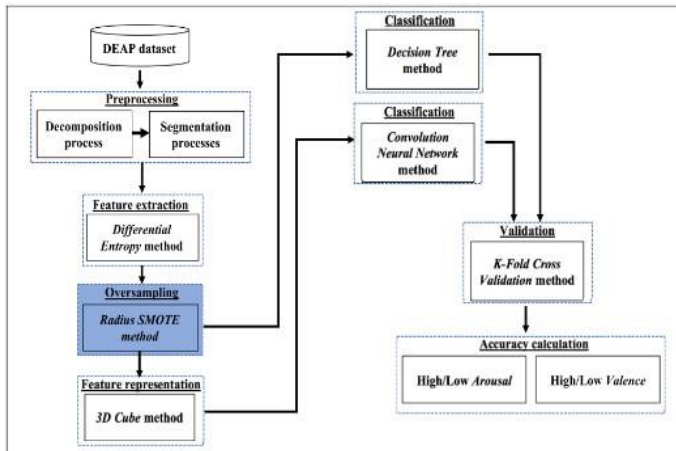 DEAP dataset
Preprocessing
Decomposition
process
Segmentation
processes
Feature extraction
Differential
Entropy method
Oversampling
Radius SMOTE
method
Feature representation
3D Cube method
Classification
Decision Tree
method
Classification
Convolution
Neural Network
method
Validation
K-Fold Cross
Validation method
Accuracy calculation
High/Low Arousal
High/Low Valence